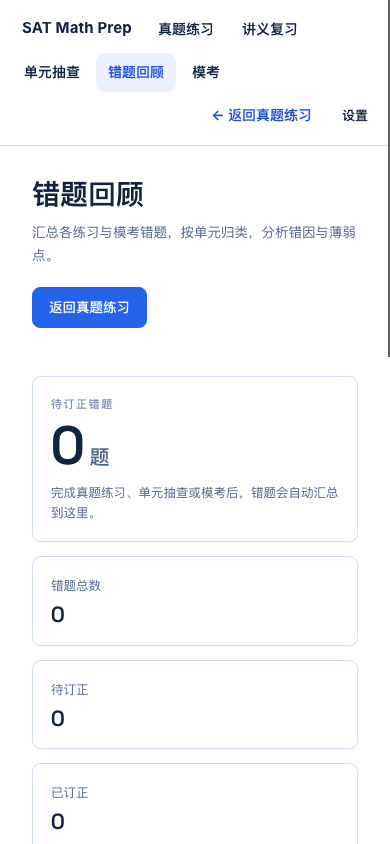 SAT Math Prep 真题练习 讲义复习
单元抽查 错题回顾 模考
← 返回真题练习 设置
错题回顾
汇总各练习与模考错题，按单元归类，分析错因与薄弱
点。
返回真题练习
待订正错题
0 题
完成真题练习、单元抽查或模考后，错题会自动汇总
到这里。
错题总数
0
待订正
0
已订正
0